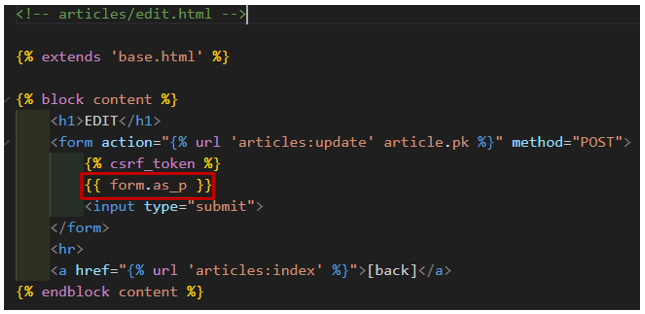 <!-- articles/edit.html -->
{% extends 'base.html' %}
{% block content %}
<h1>EDIT</h1>
<form action="{% url 'articles:update' article.pk %}" method="POST">
{% csrf_token %}
{{ form.as_p }}
<input type="submit">
</form>
<hr>
<a href="{% url 'articles:index' %}">[back]</a>
{% endblock content %}